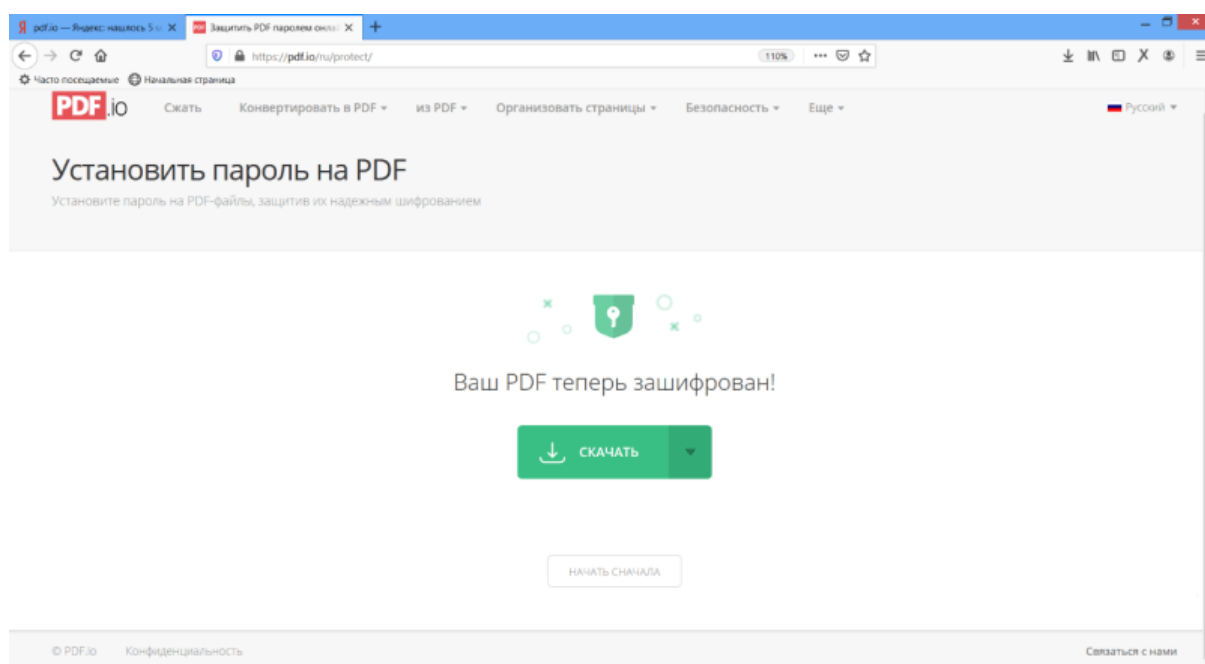 Я pdf.io — Яндекс: нашлось 5 Защитить PDF паролем онла
https://pdf.io/ru/protect/ 110%
Часто посещаемые Начальная страница
PDF.io Сжать Конвертировать в PDF из PDF Организовать страницы Безопасность Еще Русский
Установить пароль на PDF
Установите пароль на PDF-файлы, защитив их надежным шифрованием
Ваш PDF теперь зашифрован!
СКАЧАТЬ
НАЧАТЬ СНАЧАЛА
© PDF.io Конфиденциальность Связаться с нами